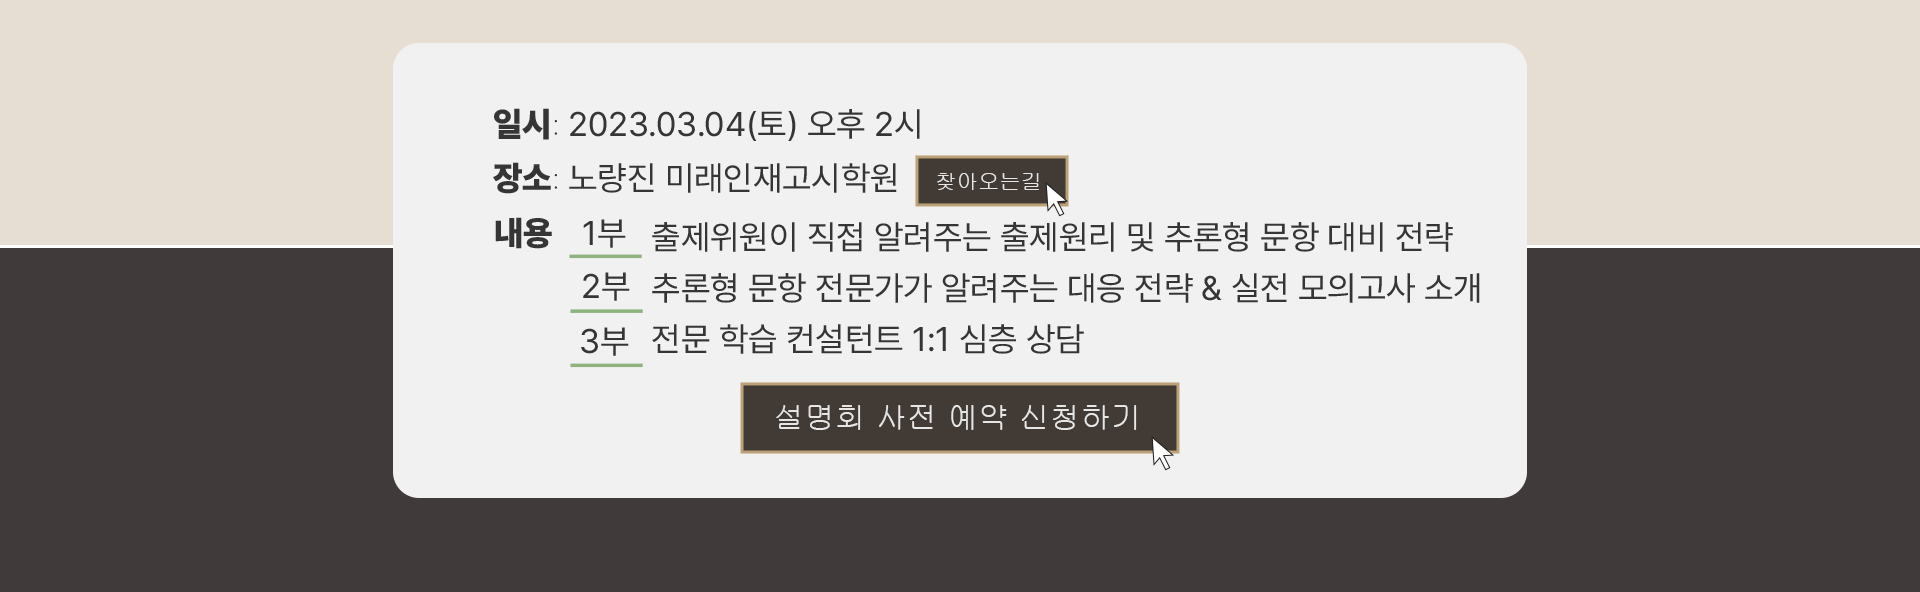 일시: 2023.03.04(토) 오후 2시
장소: 노량진 미래인재고시학원 찾아오는길
내용 1부 출제위원이 직접 알려주는 출제원리 및 추론형 문항 대비 전략
2부 추론형 문항 전문가가 알려주는 대응 전략 & 실전 모의고사 소개
3부 전문 학습 컨설턴트 1:1 심층 상담
설명회 사전 예약 신청하기